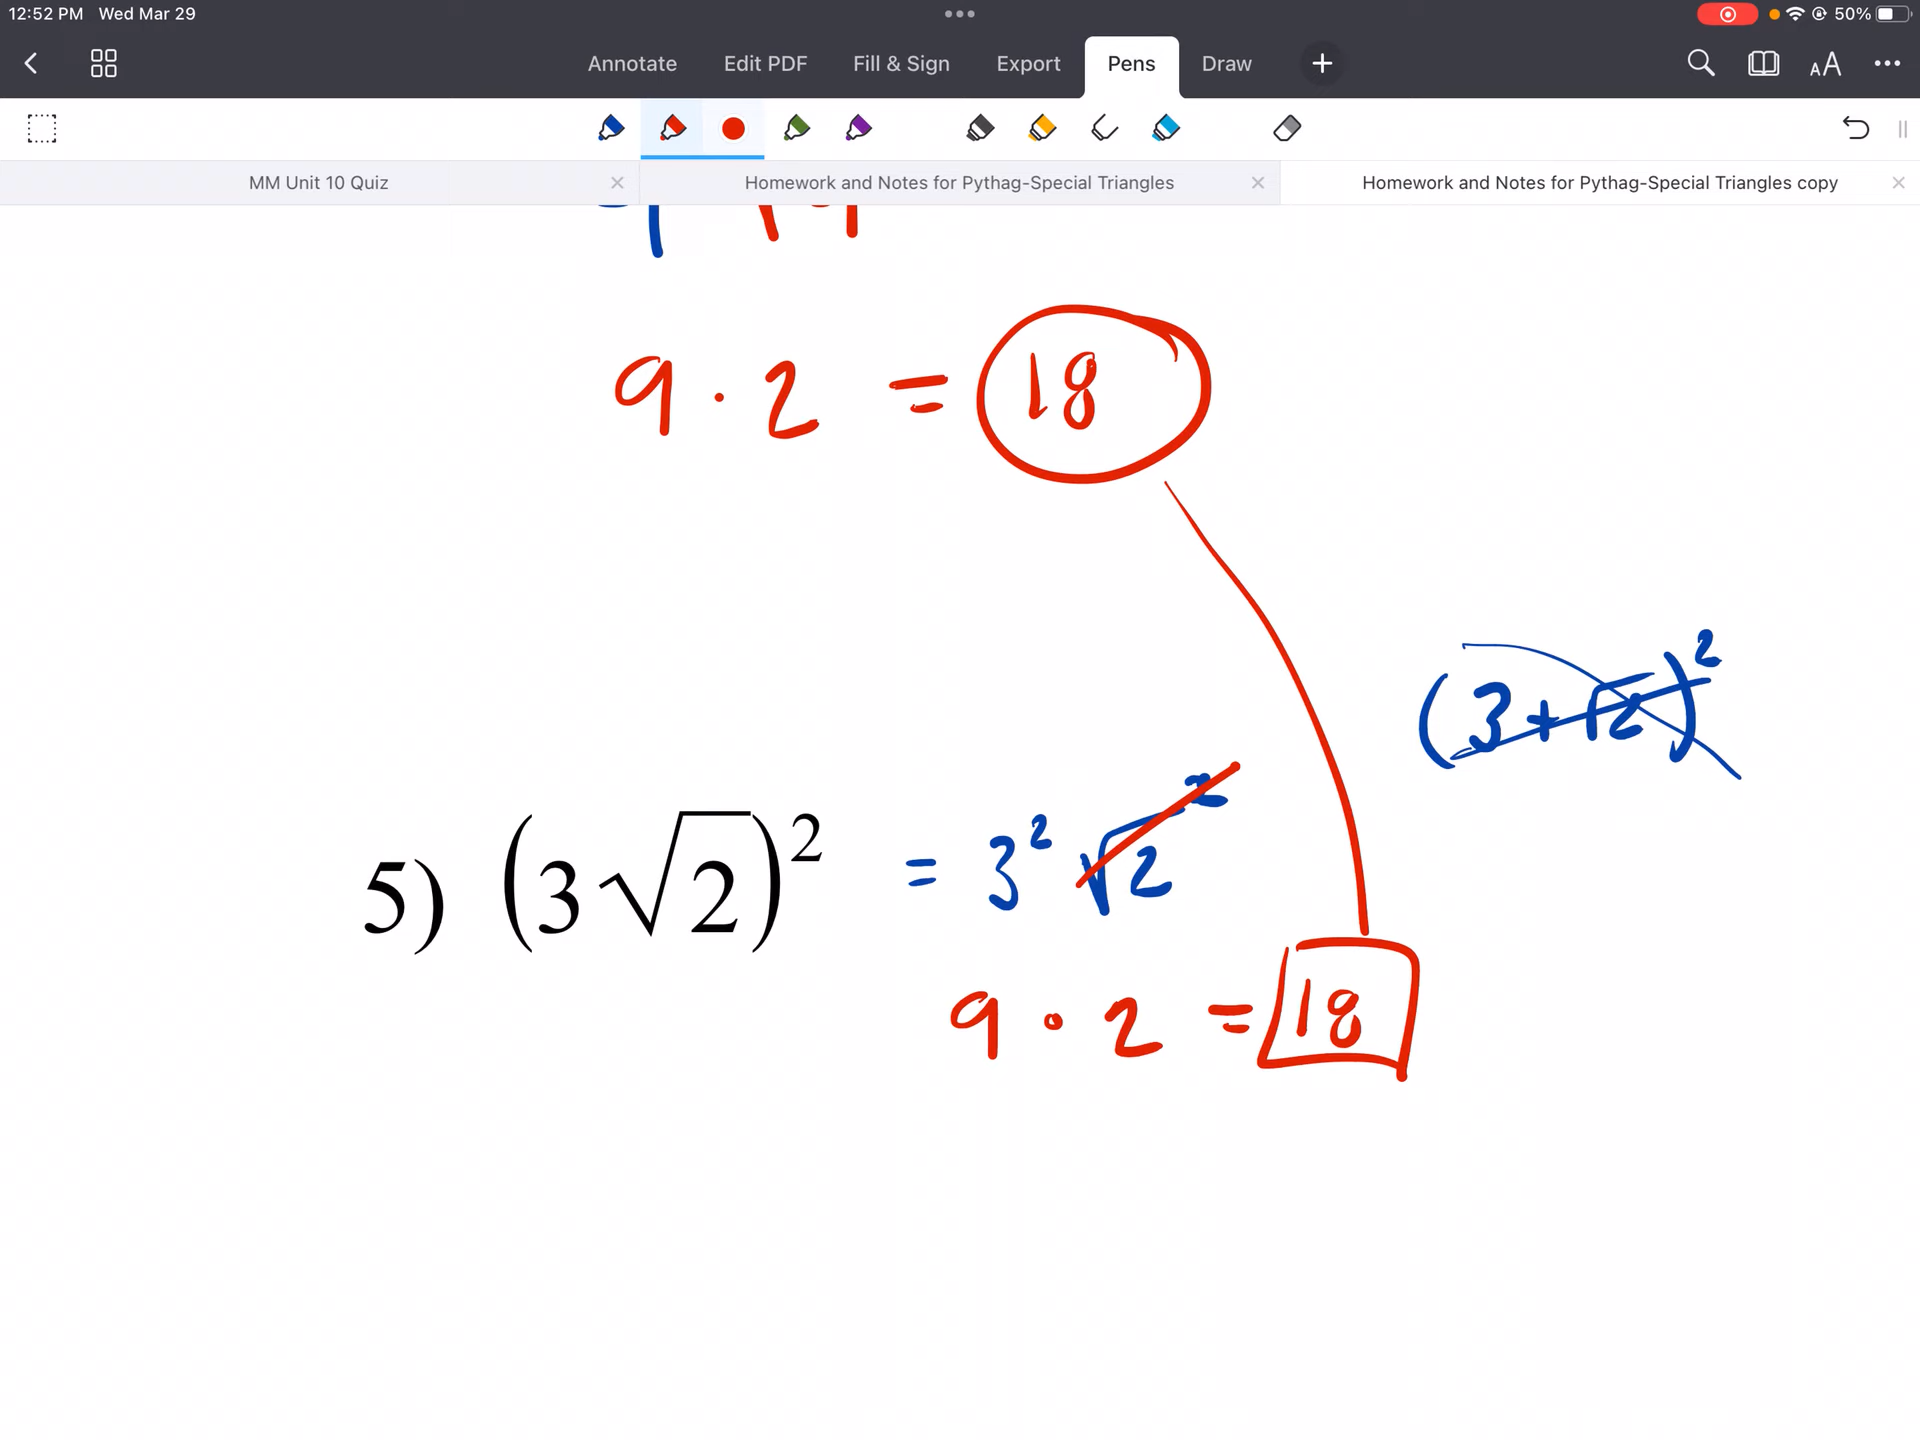 12:52 PM Wed Mar 29
50%
Annotate Edit PDF Fill & Sign Export Pens Draw
AA
MM Unit 10 Quiz
Homework and Notes for Pythag-Special Triangles
Homework and Notes for Pythag-Special Triangles copy
9 · 2 = 18
(3 + √2)²
5) (3√2)² = 3² √2²
9 · 2 = 18